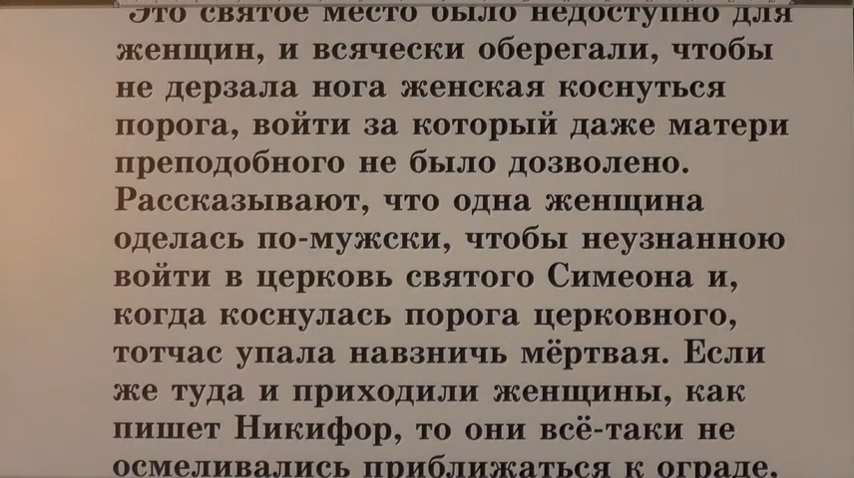 Это святое место было недоступно для
женщин, и всячески оберегали, чтобы
не дерзала нога женская коснуться
порога, войти за который даже матери
преподобного не было дозволено.
Рассказывают, что одна женщина
оделась по-мужски, чтобы неузнанною
войти в церковь святого Симеона и,
когда коснулась порога церковного,
тотчас упала навзничь мёртвая. Если
же туда и приходили женщины, как
пишет Никифор, то они всё-таки не
осмеливались приближаться к ограде,